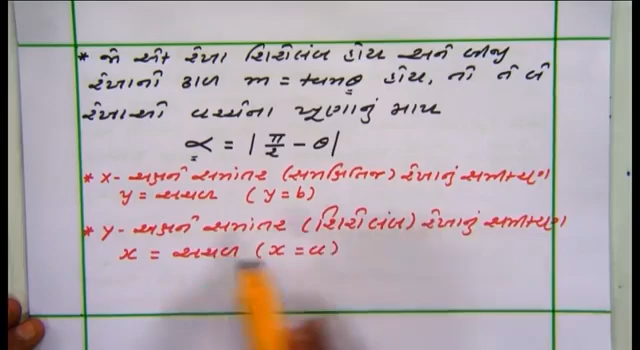 * જો એક રેખા શિરોલંબ હોય અને બીજી
રેખાનો ઢાળ m = tanθ હોય, તો તે બે
રેખાઓ વચ્ચેના ખૂણાનું માપ
α = |π/2 - θ|
* x- અક્ષને સમાંતર (સમક્ષિતિજ) રેખાનું સમીકરણ
y = અચળ (y = b)
* y- અક્ષને સમાંતર (શિરોલંબ) રેખાનું સમીકરણ
x = અચળ (x = a)